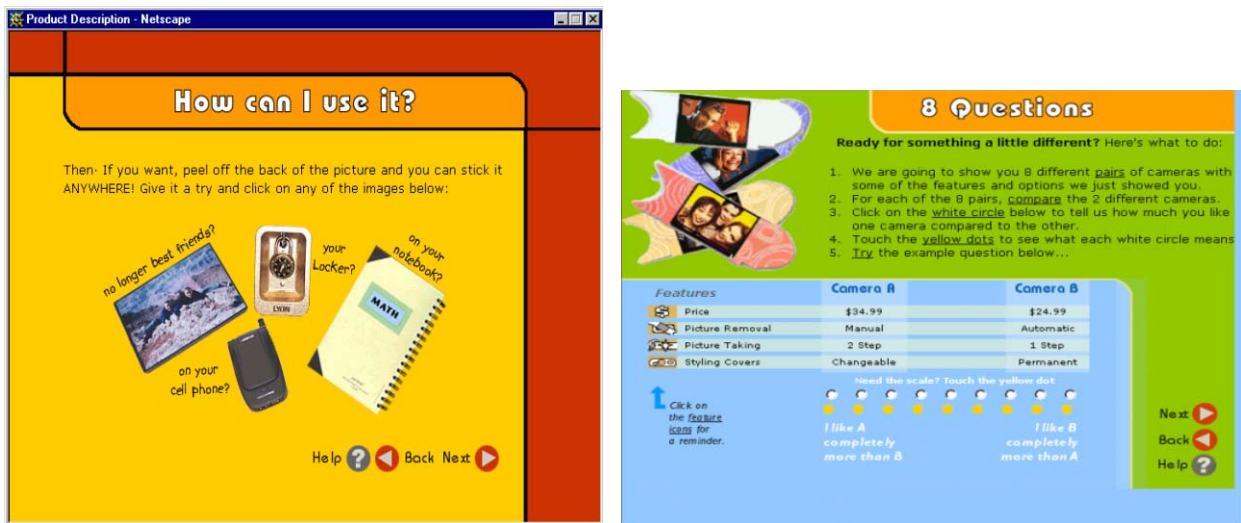 Product Description - Netscape
How can I use it?
Then· If you want, peel off the back of the picture and you can stick it
ANYWHERE! Give it a try and click on any of the images below:
no longer best friends?
your
Locker?
on your
notebook?
LYON
MATH
on your
cell phone?
Help ? Back Next
8 Questions
Ready for something a little different? Here's what to do:
1. We are going to show you 8 different pairs of cameras with
some of the features and options we just showed you.
2. For each of the 8 pairs, compare the 2 different cameras.
3. Click on the white circle below to tell us how much you like
one camera compared to the other.
4. Touch the yellow dots to see what each white circle means
5. Try the example question below...
Features Camera A Camera B
Price $34.99 $24.99
Picture Removal Manual Automatic
Picture Taking 2 Step 1 Step
Styling Covers Changeable Permanent
Need the scale? Touch the yellow dot
Click on
the feature
icons for
a reminder.
I like A
completely
more than B
I like B
completely
more than A
Next
Back
Help ?